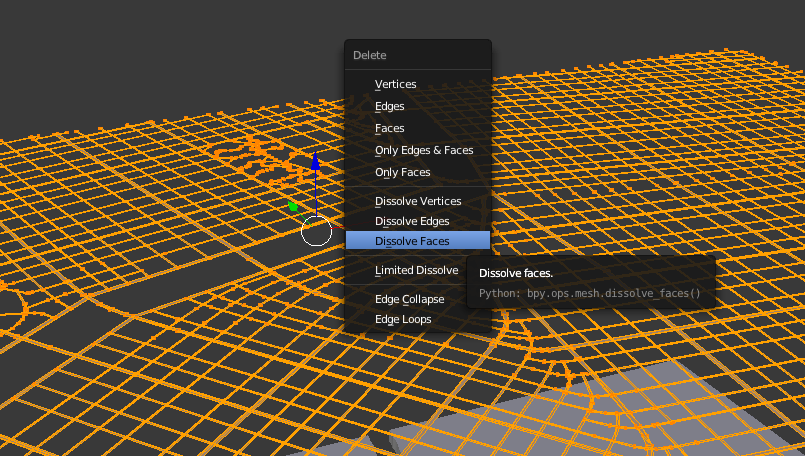 Delete
Vertices
Edges
Faces
Only Edges & Faces
Only Faces
Dissolve Vertices
Dissolve Edges
Dissolve Faces
Limited Dissolve
Dissolve faces.
Python: bpy.ops.mesh.dissolve_faces()
Edge Collapse
Edge Loops